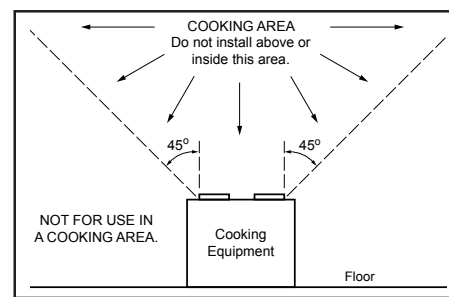 COOKING AREA
Do not install above or
inside this area.
45°
45°
NOT FOR USE IN
A COOKING AREA.
Cooking
Equipment
Floor